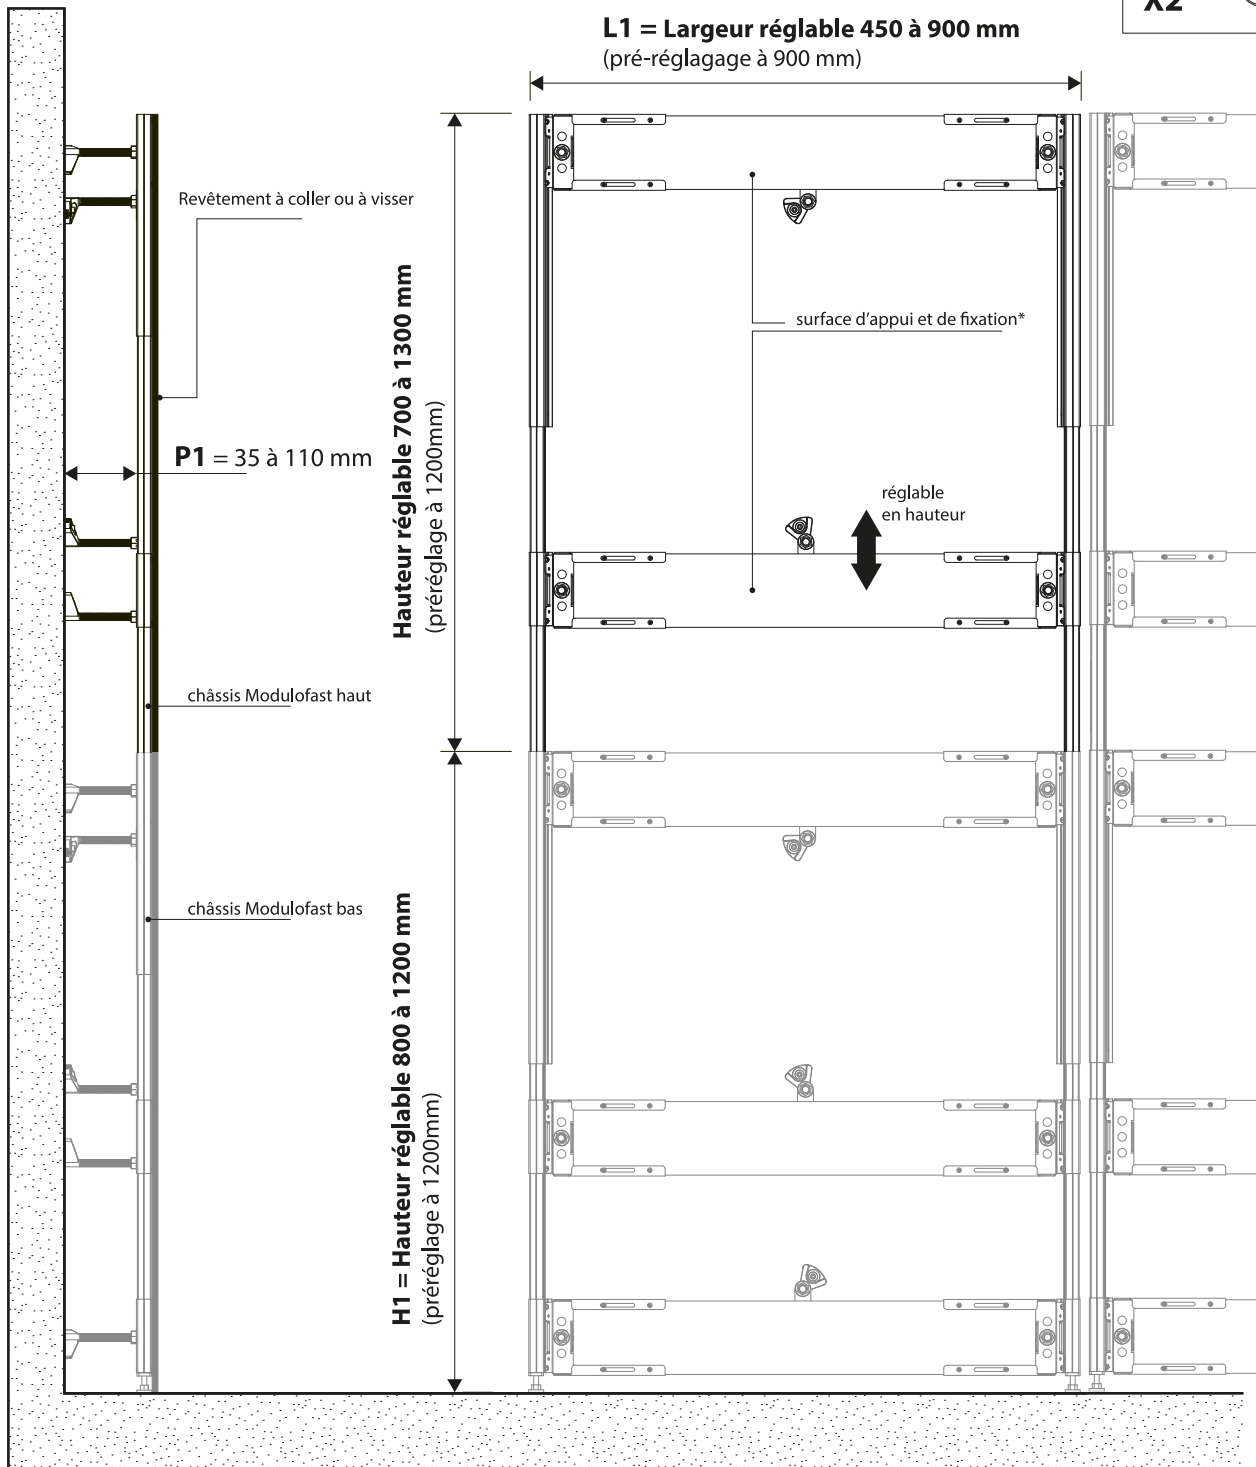 X2
L1 = Largeur réglable 450 à 900 mm
(pré-réglagage à 900 mm)
Revêtement à coller ou à visser
surface d'appui et de fixation*
Hauteur réglable 700 à 1300 mm
(préréglage à 1200mm)
P1 = 35 à 110 mm
réglable
en hauteur
châssis Modulofast haut
châssis Modulofast bas
H1 = Hauteur réglable 800 à 1200 mm
(préréglage à 1200mm)